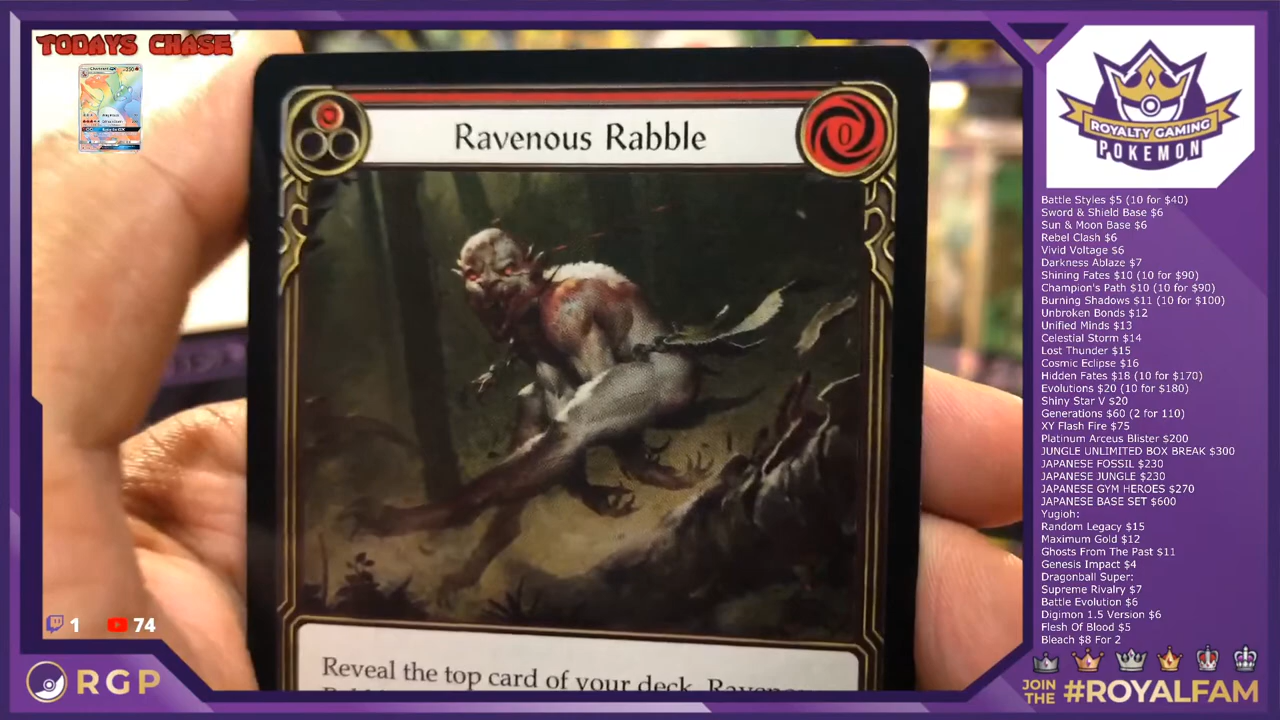 TODAYS CHASE
Ravenous Rabble
0
Reveal the top card of your deck. Ravenous
1
74
RGP
ROYALTY GAMING
POKEMON
Battle Styles $5 (10 for $40)
Sword & Shield Base $6
Sun & Moon Base $6
Rebel Clash $6
Vivid Voltage $6
Darkness Ablaze $7
Shining Fates $10 (10 for $90)
Champion's Path $10 (10 for $90)
Burning Shadows $11 (10 for $100)
Unbroken Bonds $12
Unified Minds $13
Celestial Storm $14
Lost Thunder $15
Cosmic Eclipse $16
Hidden Fates $18 (10 for $170)
Evolutions $20 (10 for $180)
Shiny Star V $20
Generations $60 (2 for 110)
XY Flash Fire $75
Platinum Arceus Blister $200
JUNGLE UNLIMITED BOX BREAK $300
JAPANESE FOSSIL $230
JAPANESE JUNGLE $230
JAPANESE GYM HEROES $270
JAPANESE BASE SET $600
Yugioh:
Random Legacy $15
Maximum Gold $12
Ghosts From The Past $11
Genesis Impact $4
Dragonball Super:
Supreme Rivalry $7
Battle Evolution $6
Digimon 1.5 Version $6
Flesh Of Blood $5
Bleach $8 For 2
JOIN THE #ROYALFAM